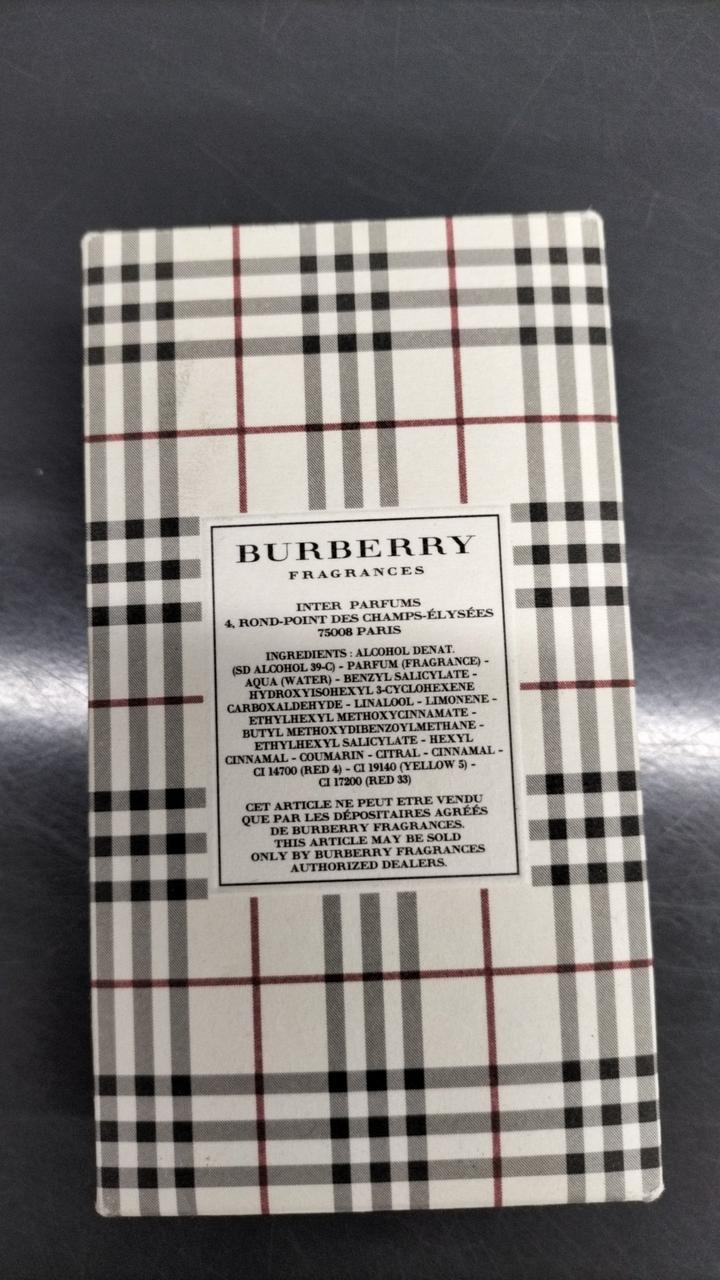 BURBERRY
FRAGRANCES
INTER PARFUMS
4, ROND-POINT DES CHAMPS-ÉLYSÉES
75008 PARIS
INGREDIENTS : ALCOHOL DENAT.
(SD ALCOHOL 39-C) - PARFUM (FRAGRANCE) -
AQUA (WATER) - BENZYL SALICYLATE -
HYDROXYISOHEXYL 3-CYCLOHEXENE
CARBOXALDEHYDE - LINALOOL - LIMONENE -
ETHYLHEXYL METHOXYCINNAMATE -
BUTYL METHOXYDIBENZOYLMETHANE -
ETHYLHEXYL SALICYLATE - HEXYL
CINNAMAL - COUMARIN - CITRAL - CINNAMAL -
CI 14700 (RED 4) - CI 19140 (YELLOW 5) -
CI 17200 (RED 33)
CET ARTICLE NE PEUT ETRE VENDU
QUE PAR LES DÉPOSITAIRES AGRÉÉS
DE BURBERRY FRAGRANCES.
THIS ARTICLE MAY BE SOLD
ONLY BY BURBERRY FRAGRANCES
AUTHORIZED DEALERS.